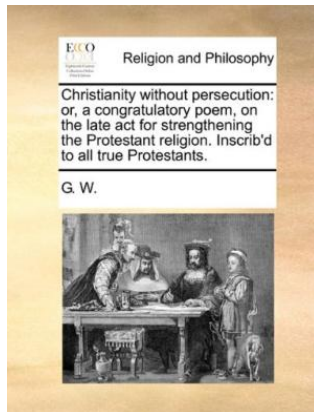 ECCO
Religion and Philosophy
Christianity without persecution:
or, a congratulatory poem, on
the late act for strengthening
the Protestant religion. Inscrib'd
to all true Protestants.
G. W.